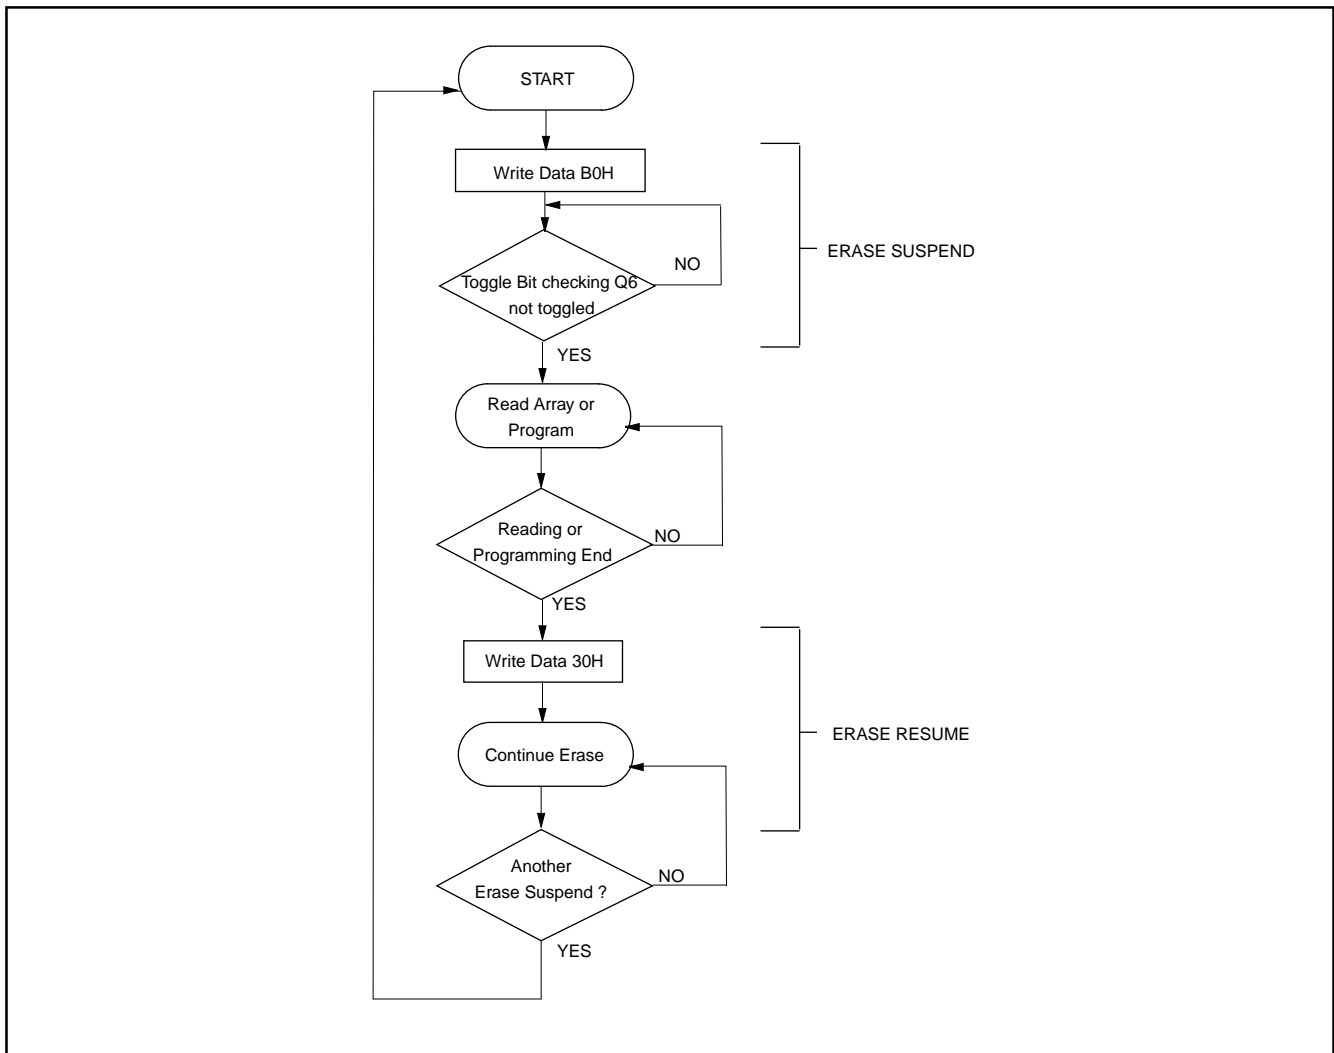 START
Write Data B0H
ERASE SUSPEND
NO
Toggle Bit checking Q6
not toggled
YES
Read Array or
Program
Reading or
Programming End
NO
YES
Write Data 30H
ERASE RESUME
Continue Erase
Another
Erase Suspend ?
NO
YES